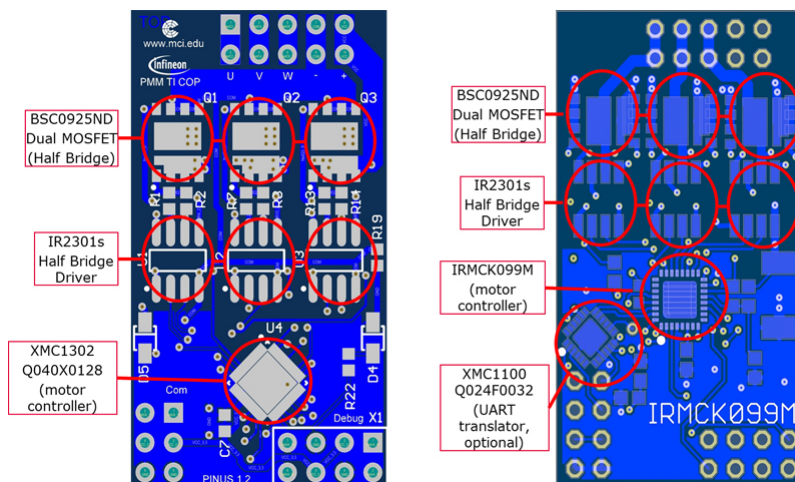 TOP
www.mci.edu
Infineon
PMM TI COP
U V W - +
Q1 Q2 Q3
BSC0925ND
Dual MOSFET
(Half Bridge)
R1 R2 R8 R13 R14
R19
IR2301s
Half Bridge
Driver
U3
U4
XMC1302
Q040X0128
(motor
controller)
D5
D4
R22
Com
C7
Debug X1
PINUS 1.2
BSC0925ND
Dual MOSFET
(Half Bridge)
IR2301s
Half Bridge
Driver
IRMCK099M
(motor
controller)
XMC1100
Q024F0032
(UART
translator,
optional)
IRMCK099M